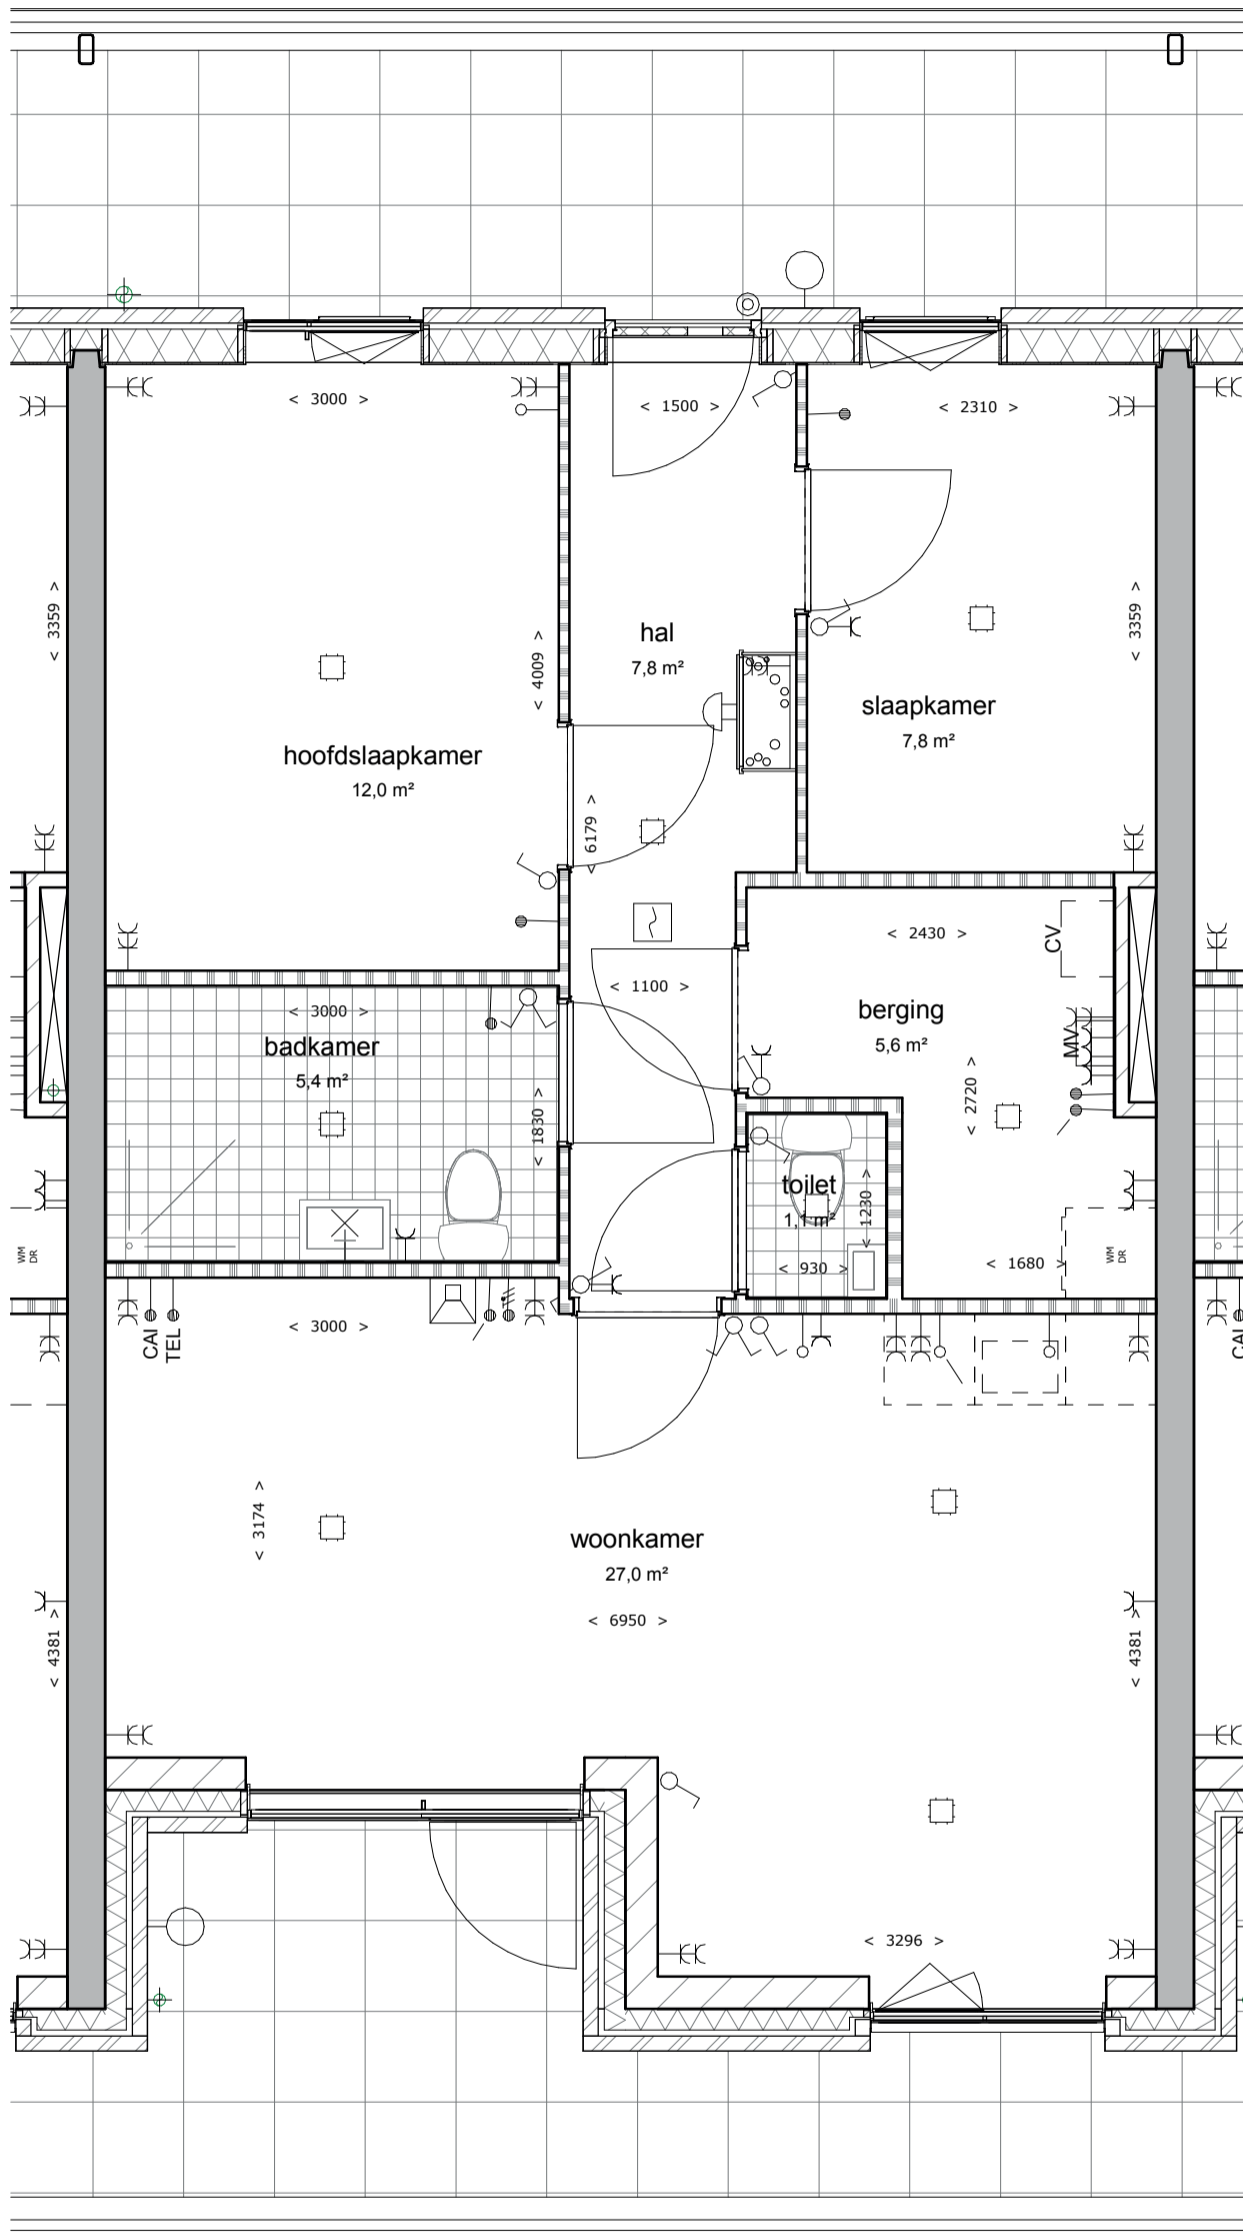 < 3000 >
< 1500 >
< 2310 >
< 3359 >
< 4009 >
hal
7,8 m²
< 3359 >
slaapkamer
7,8 m²
hoofdslaapkamer
12,0 m²
< 6179 >
< 2430 >
CV
< 1100 >
< 3000 >
badkamer
5,4 m²
berging
5,6 m²
MV
< 2720 >
< 1830 >
toilet
1,1 m²
< 1230 >
< 930 >
< 1680 >
WM
DR
WM
DR
CAI
TEL
< 3000 >
CAI
< 3174 >
woonkamer
27,0 m²
< 6950 >
< 4381 >
< 4381 >
< 3296 >